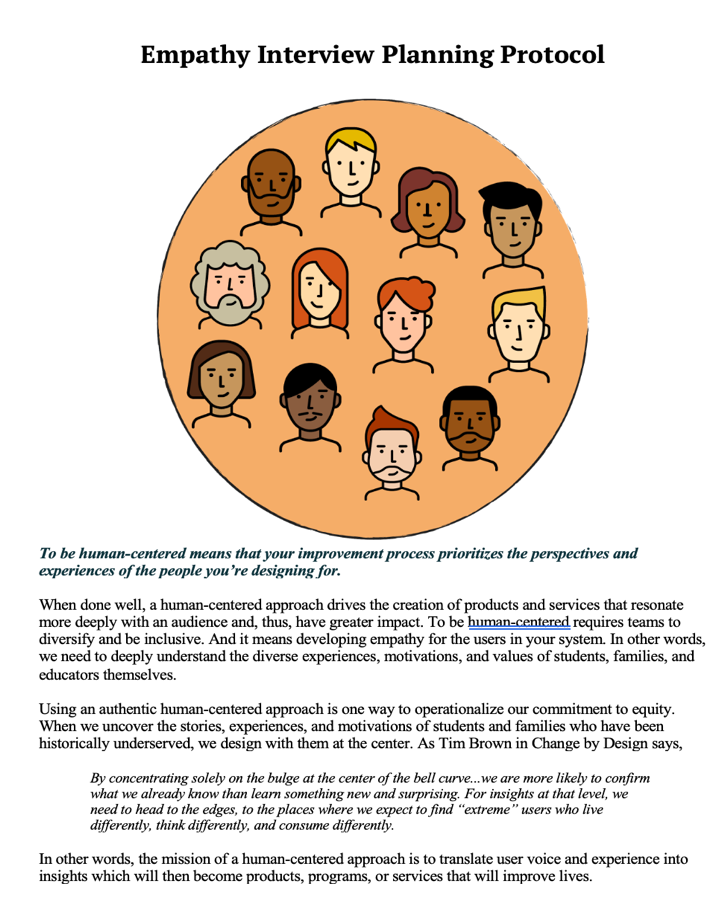 Empathy Interview Planning Protocol
To be human-centered means that your improvement process prioritizes the perspectives and
experiences of the people you're designing for.
When done well, a human-centered approach drives the creation of products and services that resonate
more deeply with an audience and, thus, have greater impact. To be human-centered requires teams to
diversify and be inclusive. And it means developing empathy for the users in your system. In other words,
we need to deeply understand the diverse experiences, motivations, and values of students, families, and
educators themselves.
Using an authentic human-centered approach is one way to operationalize our commitment to equity.
When we uncover the stories, experiences, and motivations of students and families who have been
historically underserved, we design with them at the center. As Tim Brown in Change by Design says,
By concentrating solely on the bulge at the center of the bell curve...we are more likely to confirm
what we already know than learn something new and surprising. For insights at that level, we
need to head to the edges, to the places where we expect to find “extreme” users who live
differently, think differently, and consume differently.
In other words, the mission of a human-centered approach is to translate user voice and experience into
insights which will then become products, programs, or services that will improve lives.